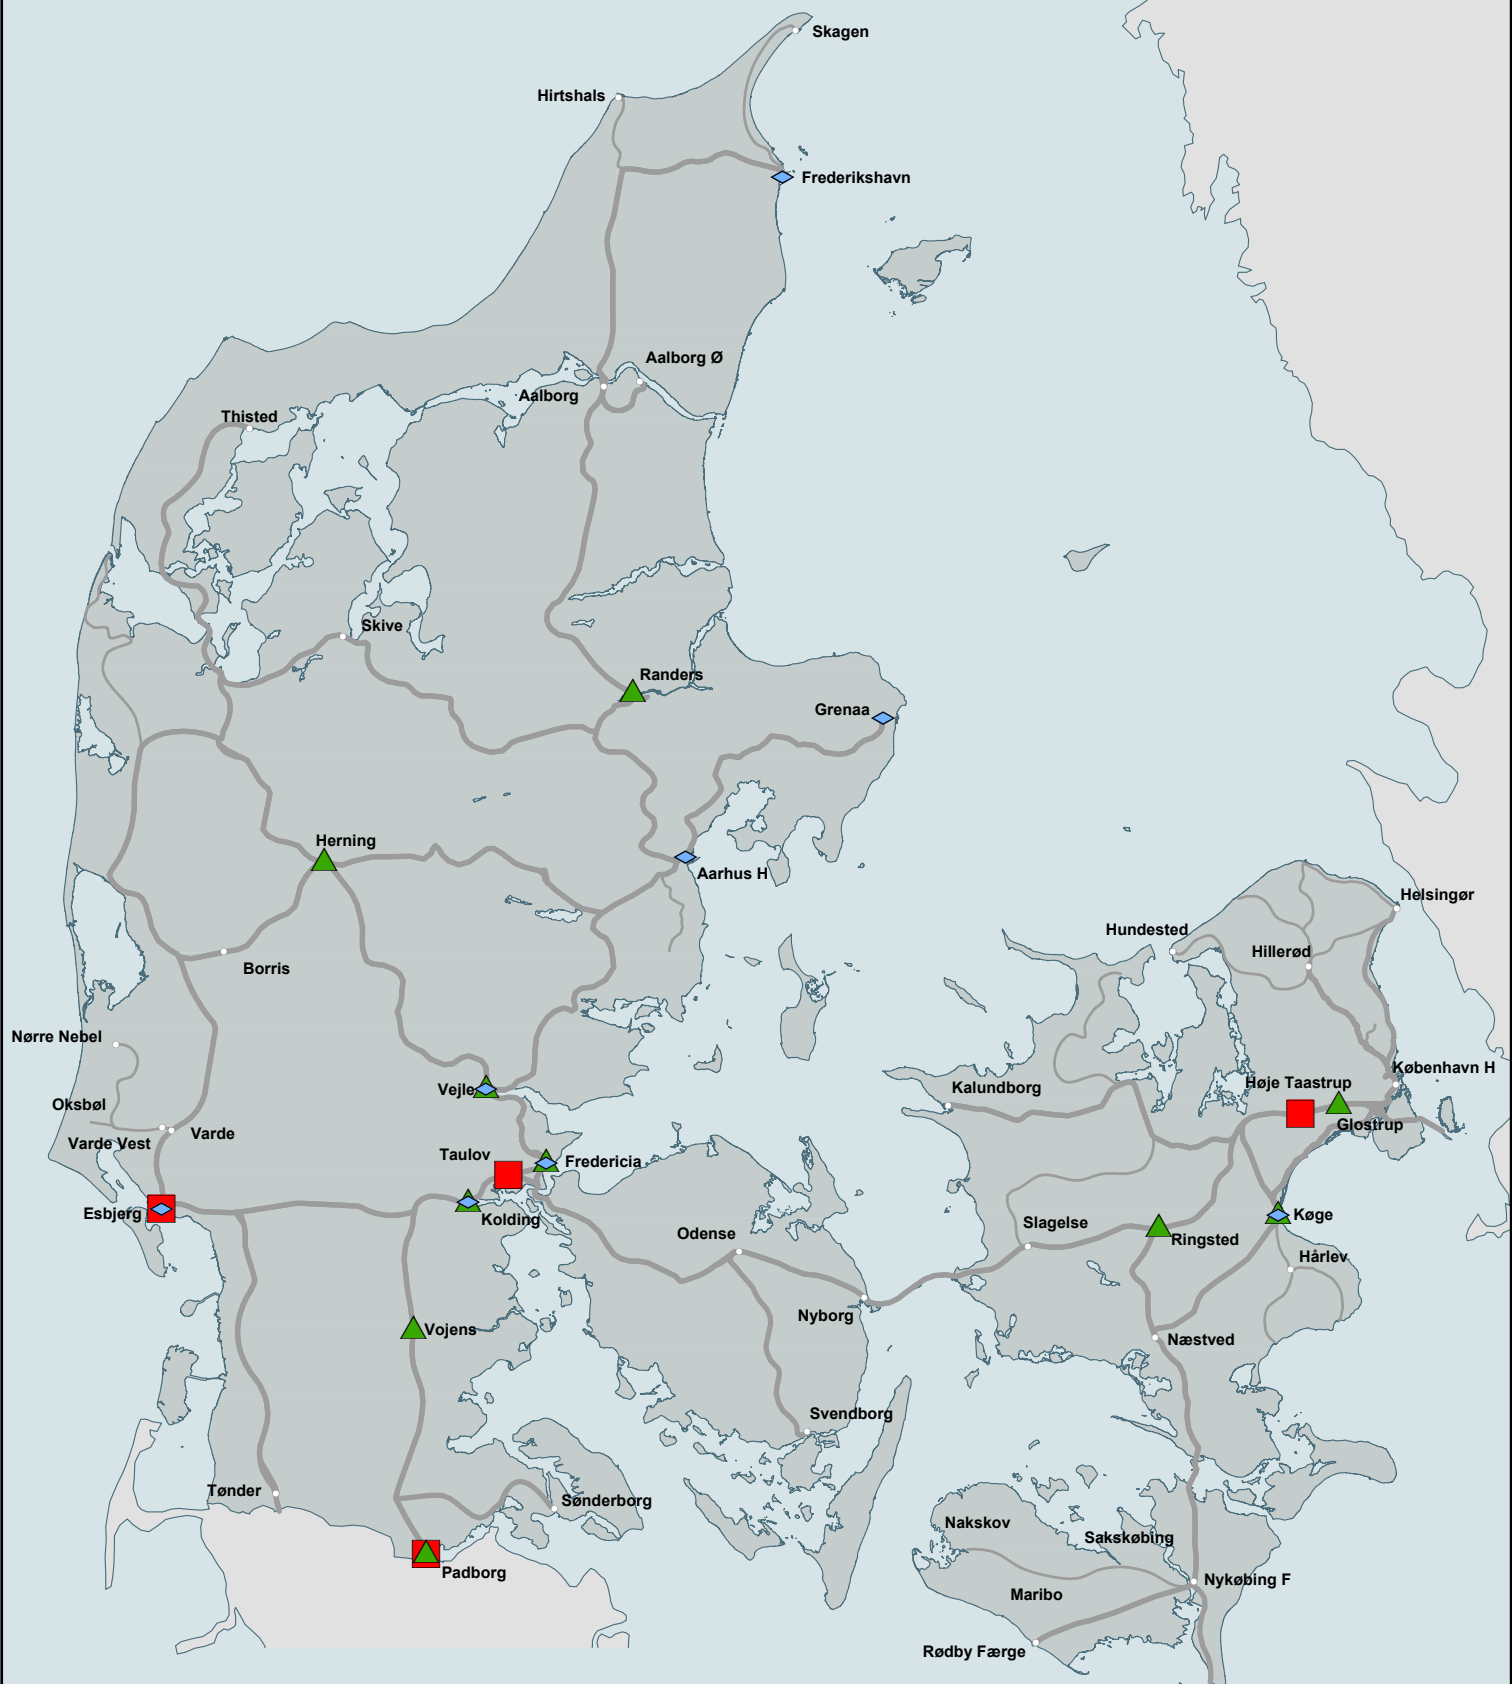 Skagen
Hirtshals
Frederikshavn
Aalborg Ø
Aalborg
Thisted
Skive
Randers
Grenaa
Herning
Aarhus H
Helsingør
Hundested
Hillerød
Borris
Nørre Nebel
København H
Høje Taastrup
Kalundborg
Vejle
Oksbøl
Glostrup
Varde
Varde Vest
Taulov
Fredericia
Esbjerg
Køge
Kolding
Slagelse
Odense
Ringsted
Hårlev
Nyborg
Vojens
Næstved
Svendborg
Tønder
Sønderborg
Nakskov
Sakskøbing
Padborg
Nykøbing F
Maribo
Rødby Færge